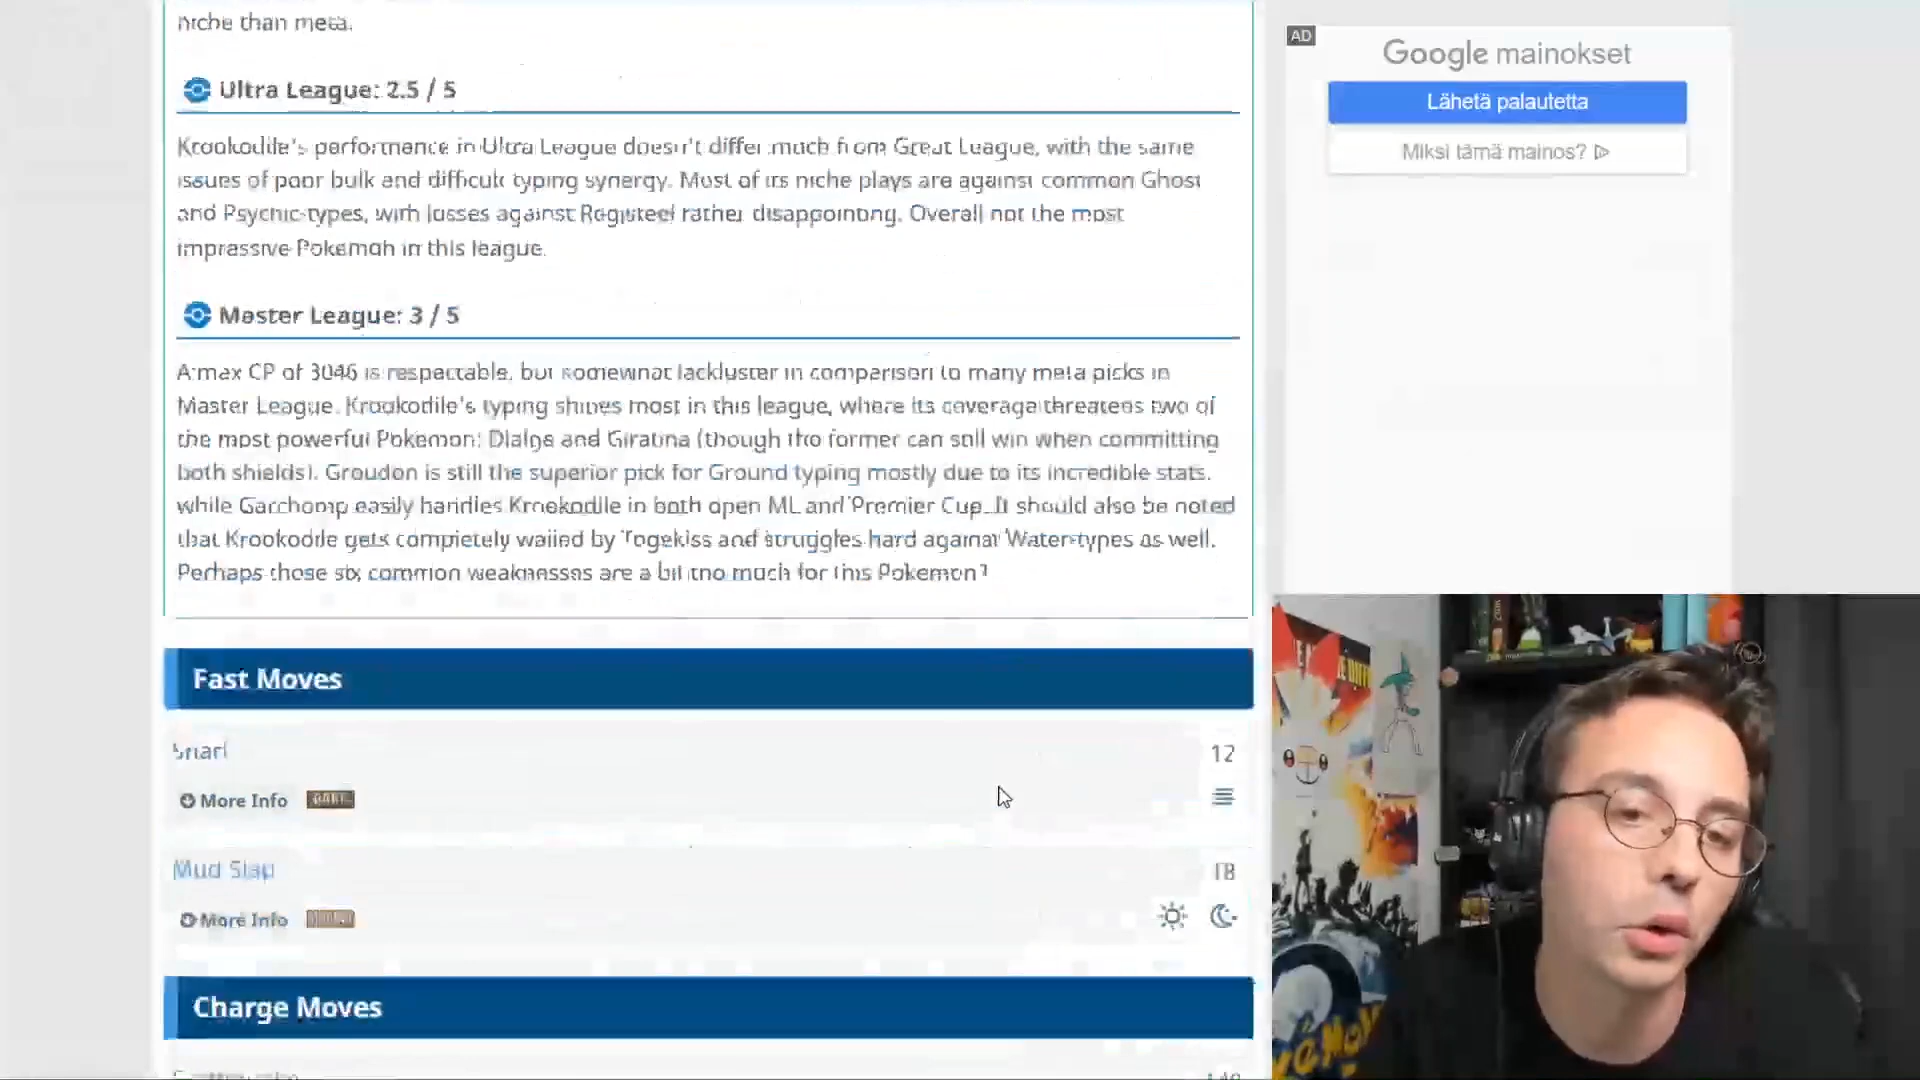 niche than meta.
Ultra League: 2.5 / 5
Krookodile's performance in Ultra League doesn't differ much from Great League, with the same
issues of poor bulk and difficult typing synergy. Most of its niche plays are against common Ghost
and Psychic-types, with losses against Registeel rather disappointing. Overall not the most
impressive Pokemon in this league.
Master League: 3 / 5
A max CP of 3046 is respectable, but somewhat lackluster in comparison to many meta picks in
Master League. Krookodile's typing shines most in this league, where its coverage threatens two of
the most powerful Pokemon: Dialga and Giratina (though the former can still win when committing
both shields). Groudon is still the superior pick for Ground typing mostly due to its incredible stats,
while Garchomp easily handles Krookodile in both open ML and Premier Cup. It should also be noted
that Krookodile gets completely walled by Togekiss and struggles hard against Water-types as well.
Perhaps those six common weaknesses are a bit too much for this Pokemon?
Fast Moves
Snarl
12
More Info
DARK
Mud Slap
18
More Info
Charge Moves
AD
Google mainokset
Lähetä palautetta
Miksi tämä mainos?